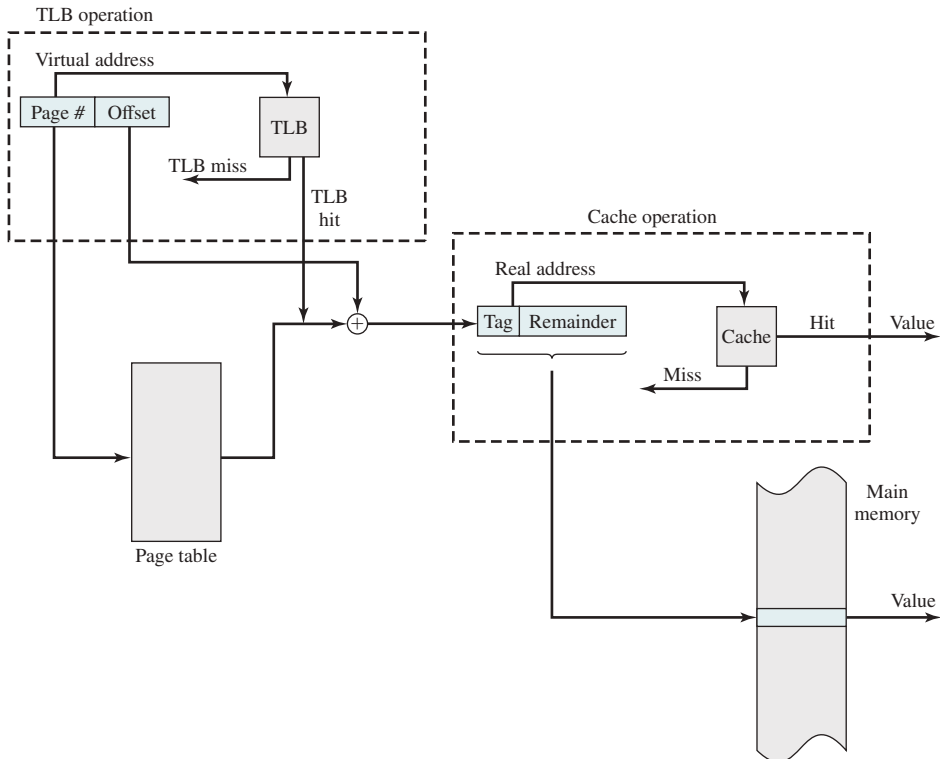 TLB operation
Virtual address
Page #
Offset
TLB
TLB miss
TLB
hit
Cache operation
Real address
Tag
Remainder
Cache
Hit
Value
Miss
Page table
Main
memory
Value